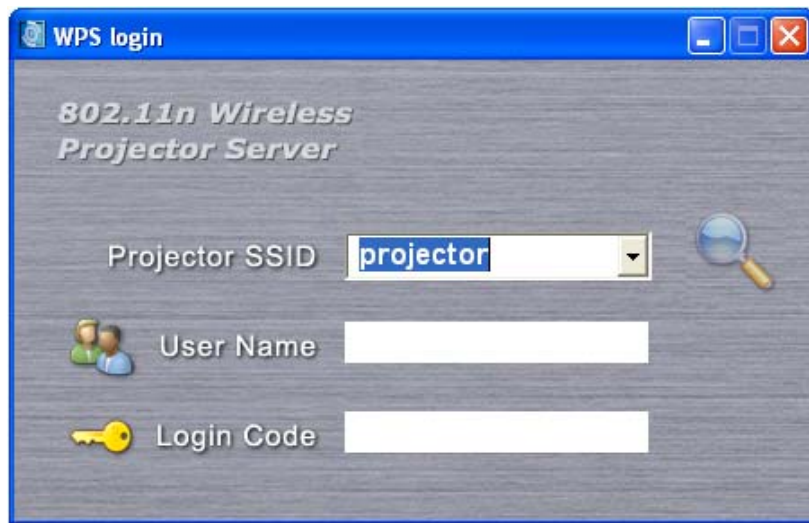 WPS login
802.11n Wireless
Projector Server
Projector SSID projector
User Name
Login Code